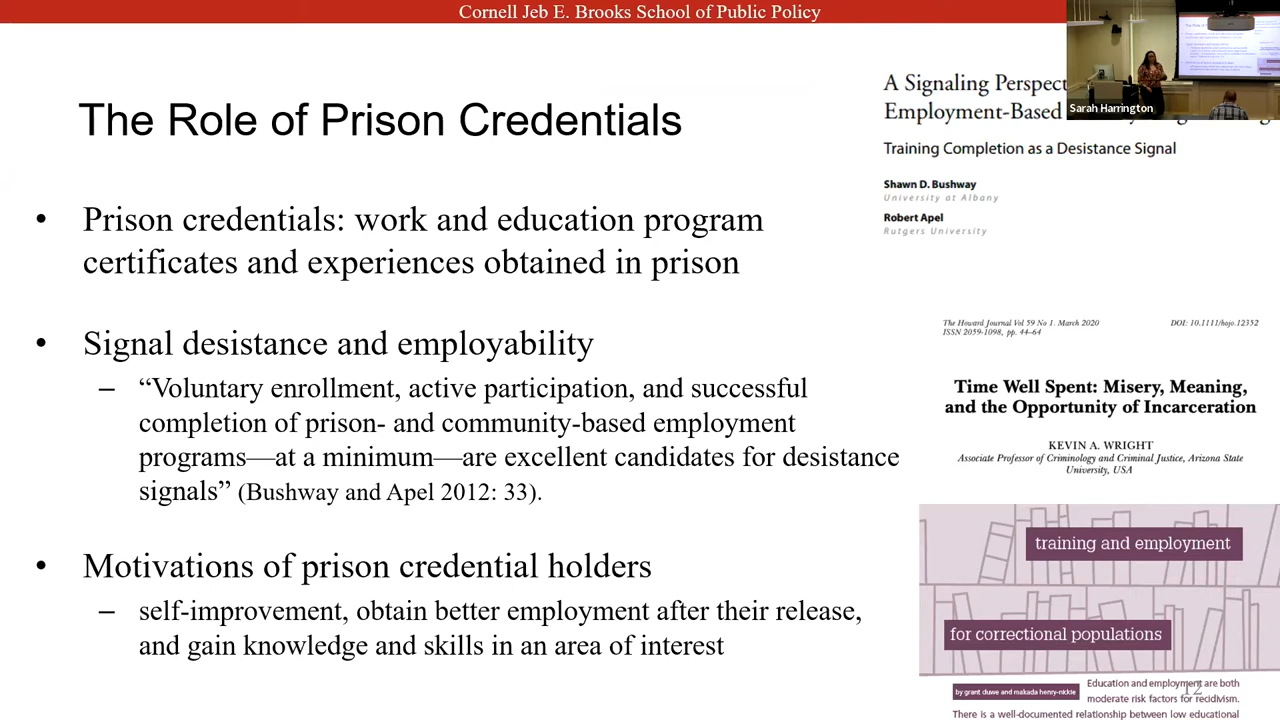 Cornell Jeb E. Brooks School of Public Policy
The Role of Prison Credentials
• Prison credentials: work and education program
certificates and experiences obtained in prison
• Signal desistance and employability
– “Voluntary enrollment, active participation, and successful
completion of prison- and community-based employment
programs—at a minimum—are excellent candidates for desistance
signals” (Bushway and Apel 2012: 33).
• Motivations of prison credential holders
– self-improvement, obtain better employment after their release,
and gain knowledge and skills in an area of interest
Sarah Harrington
A Signaling
Employment-Based
Training Completion as a Desistance Signal
Shawn D. Bushway
University at Albany
Robert Apel
Rutgers University
The Howard Journal Vol 59 No 1. March 2020
DOI: 10.1111/hojo.12352
ISSN 2059-1098, pp. 44–64
Time Well Spent: Misery, Meaning,
and the Opportunity of Incarceration
KEVIN A. WRIGHT
Associate Professor of Criminology and Criminal Justice, Arizona State
University, USA
training and employment
for correctional populations
by grant duwe and makada henry-nickie
Education and employment are both
moderate risk factors for recidivism.
There is a well-documented relationship between low educational
12